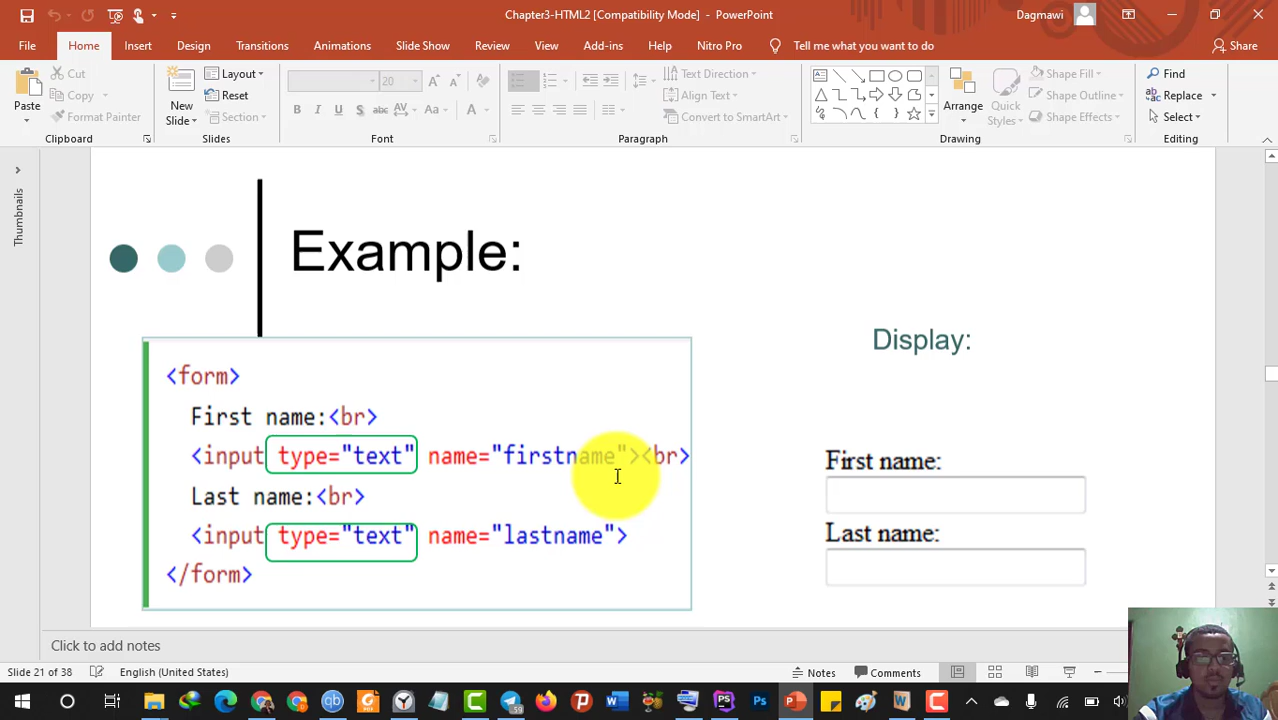 Chapter3-HTML2 [Compatibility Mode] - PowerPoint
Dagmawi
File Home Insert Design Transitions Animations Slide Show Review View Add-ins Help Nitro Pro Tell me what you want to do Share
Paste
Cut
Copy
Format Painter
Clipboard
New
Slide
Layout
Reset
Section
Slides
20
B I U S abc AV Aa A
Font
Text Direction
Align Text
Convert to SmartArt
Paragraph
Arrange
Quick
Styles
Shape Fill
Shape Outline
Shape Effects
Drawing
Find
Replace
Select
Editing
Thumbnails
Example:
<form>
First name:<br>
<input type="text" name="firstname"><br>
Last name:<br>
<input type="text" name="lastname">
</form>
Display:
First name:
Last name:
Click to add notes
Slide 21 of 38 English (United States) Notes Comments